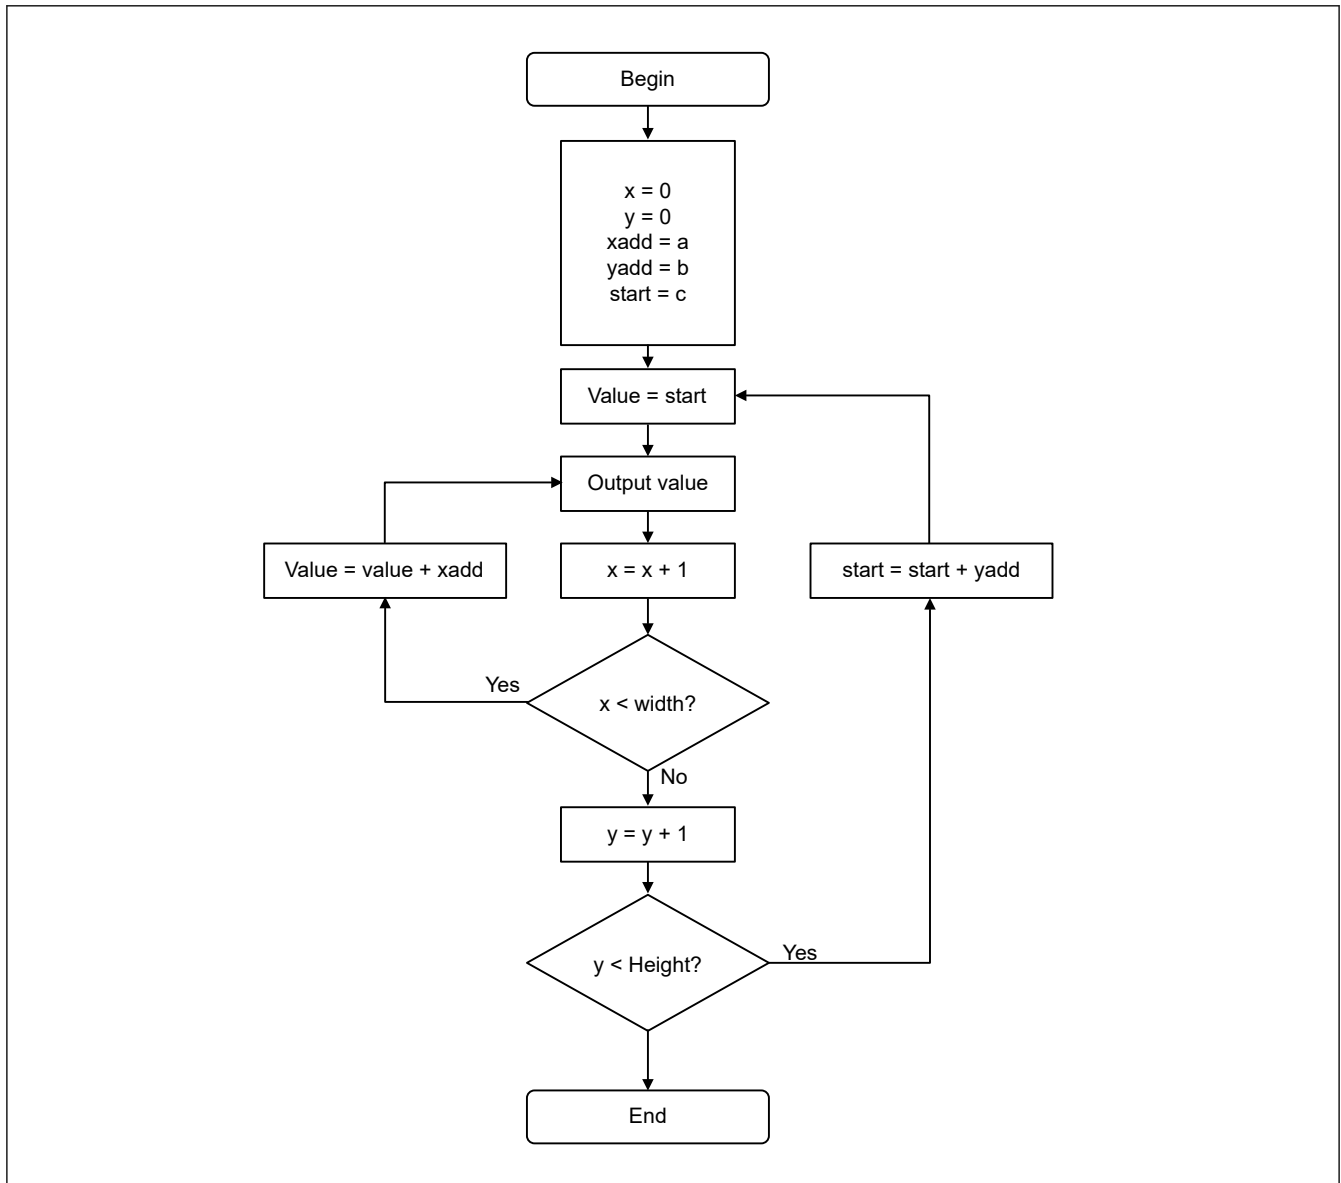 Begin
x = 0
y = 0
xadd = a
yadd = b
start = c
Value = start
Output value
Value = value + xadd
x = x + 1
start = start + yadd
Yes
x < width?
No
y = y + 1
Yes
y < Height?
End